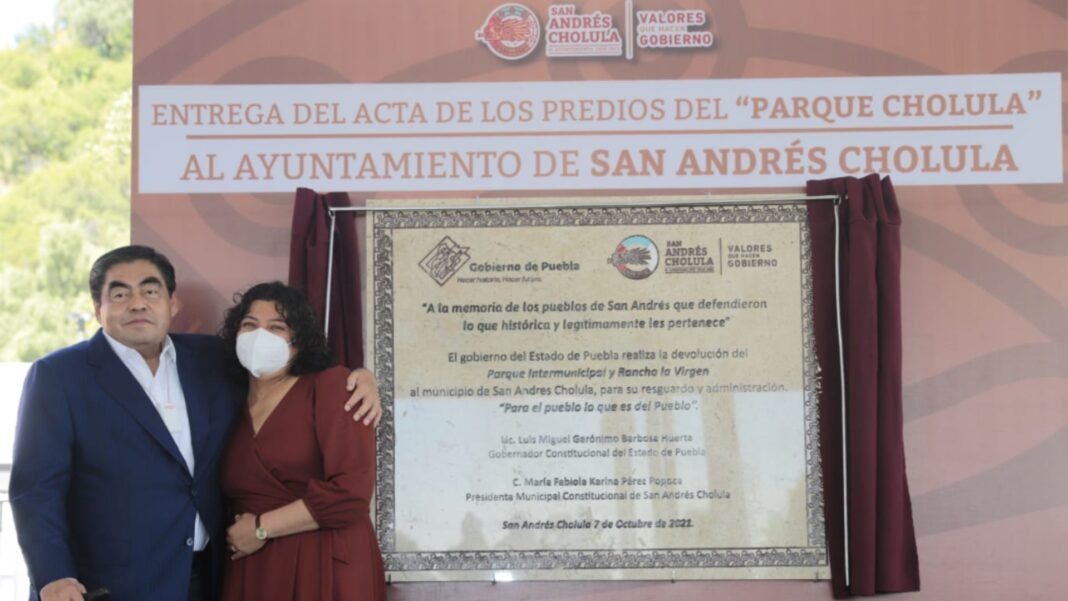 SAN ANDRÉS CHOLULA
VALORES QUE HACEN GOBIERNO
ENTREGA DEL ACTA DE LOS PREDIOS DEL “PARQUE CHOLULA”
AL AYUNTAMIENTO DE SAN ANDRÉS CHOLULA
Gobierno de Puebla
Hacer historia. Hacer futuro.
SAN ANDRÉS CHOLULA
VALORES QUE HACEN GOBIERNO
“A la memoria de los pueblos de San Andrés que defendieron
lo que histórica y legítimamente les pertenece”
El gobierno del Estado de Puebla realiza la devolución del
Parque Intermunicipal y Rancho la Virgen
al municipio de San Andres Cholula, para su resguardo y administración.
“Para el pueblo lo que es del Pueblo”.
Lic. Luis Miguel Gerónimo Barbosa Huerta
Gobernador Constitucional del Estado de Puebla
C. María Fabiola Karina Pérez Popoca
Presidenta Municipal Constitucional de San Andrés Cholula
San Andrés Cholula 7 de Octubre de 2021.